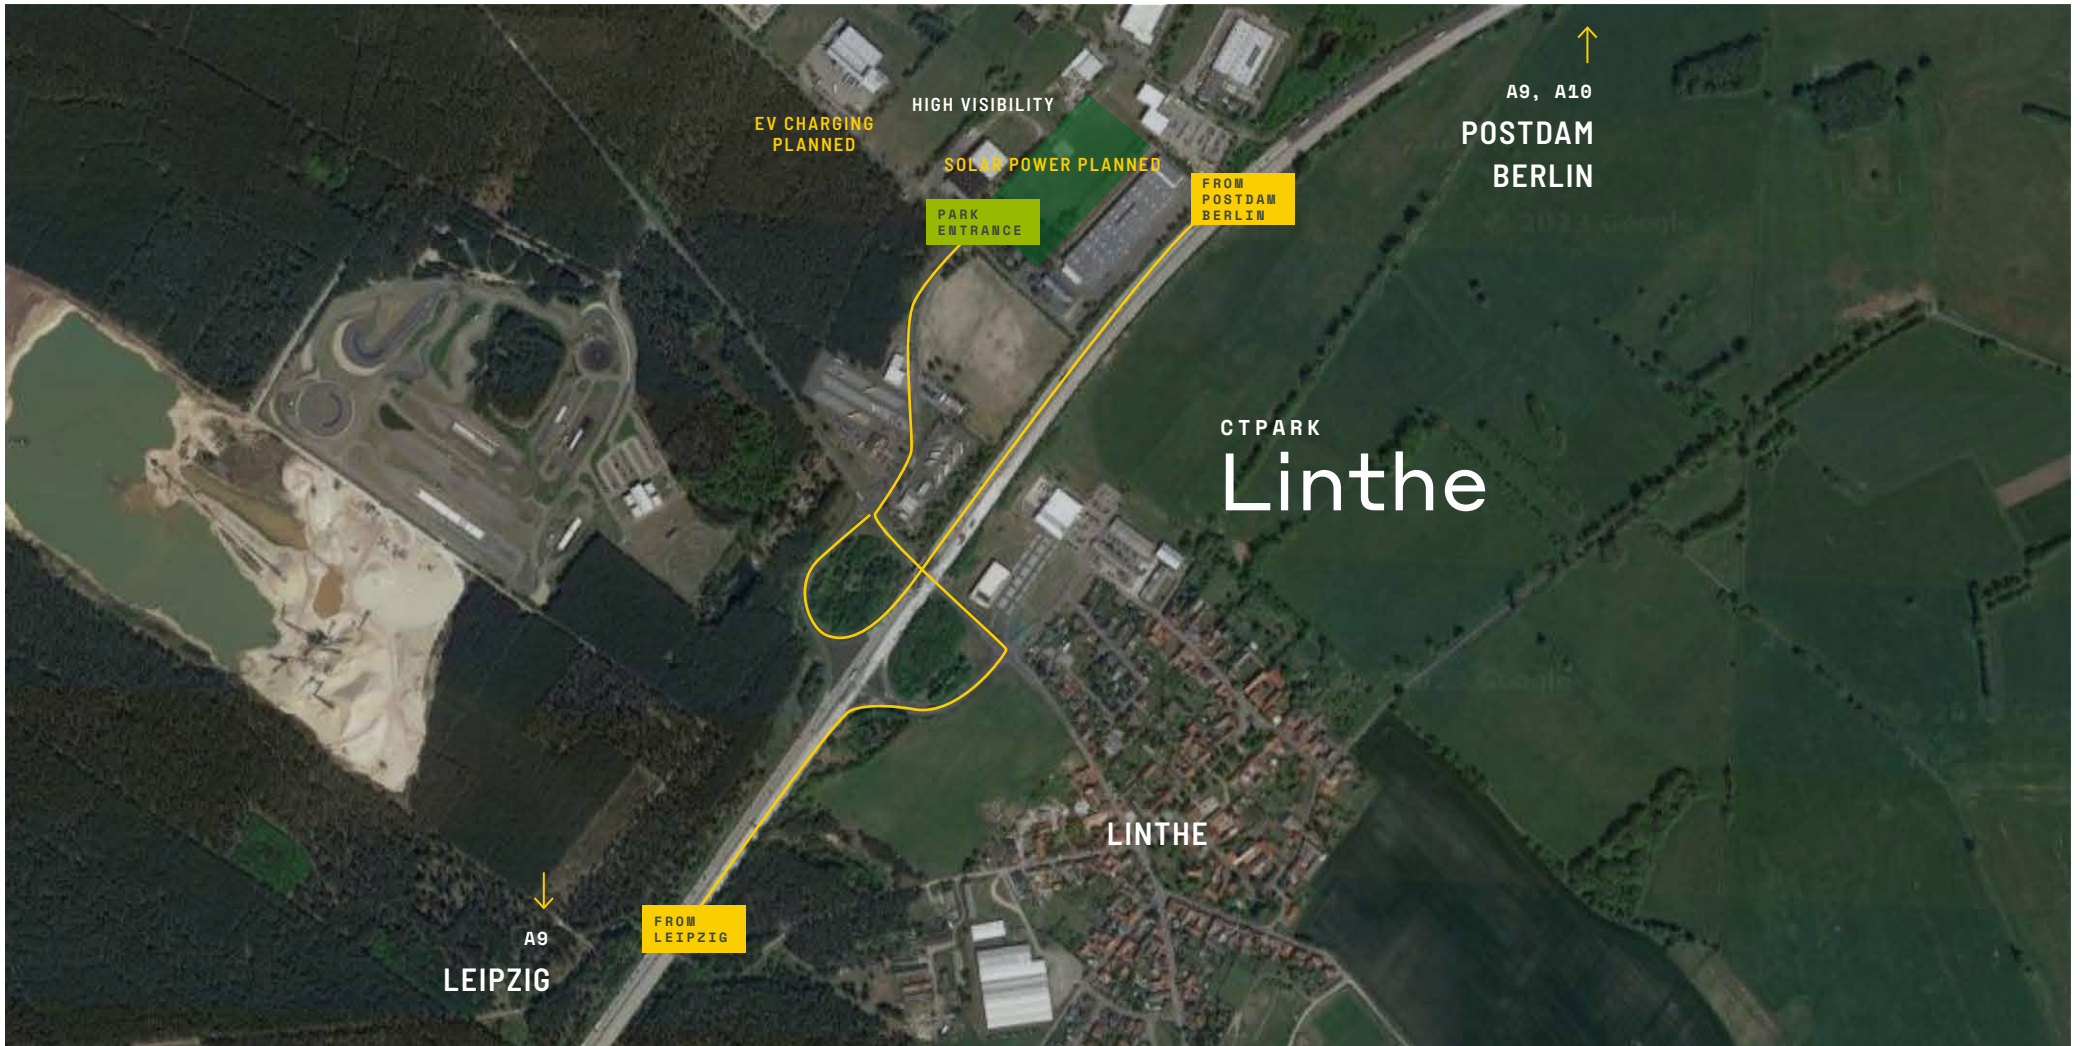 A9, A10
POSTDAM
BERLIN
HIGH VISIBILITY
EV CHARGING
PLANNED
SOLAR POWER PLANNED
FROM
POSTDAM
BERLIN
PARK
ENTRANCE
CTPARK
Linthe
LINTHE
FROM
LEIPZIG
A9
LEIPZIG